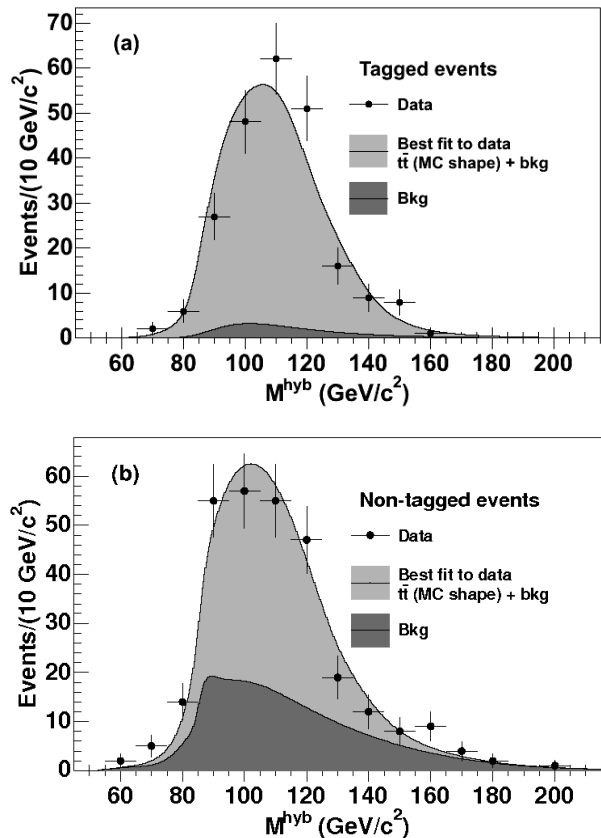 (a)
Tagged events
Data
Best fit to data
tt̄ (MC shape) + bkg
Bkg
Events/(10 GeV/c²)
70
60
50
40
30
20
10
0
60 80 100 120 140 160 180 200
M^hyb (GeV/c²)
(b)
Non-tagged events
Data
Best fit to data
tt̄ (MC shape) + bkg
Bkg
Events/(10 GeV/c²)
60
50
40
30
20
10
0
60 80 100 120 140 160 180 200
M^hyb (GeV/c²)